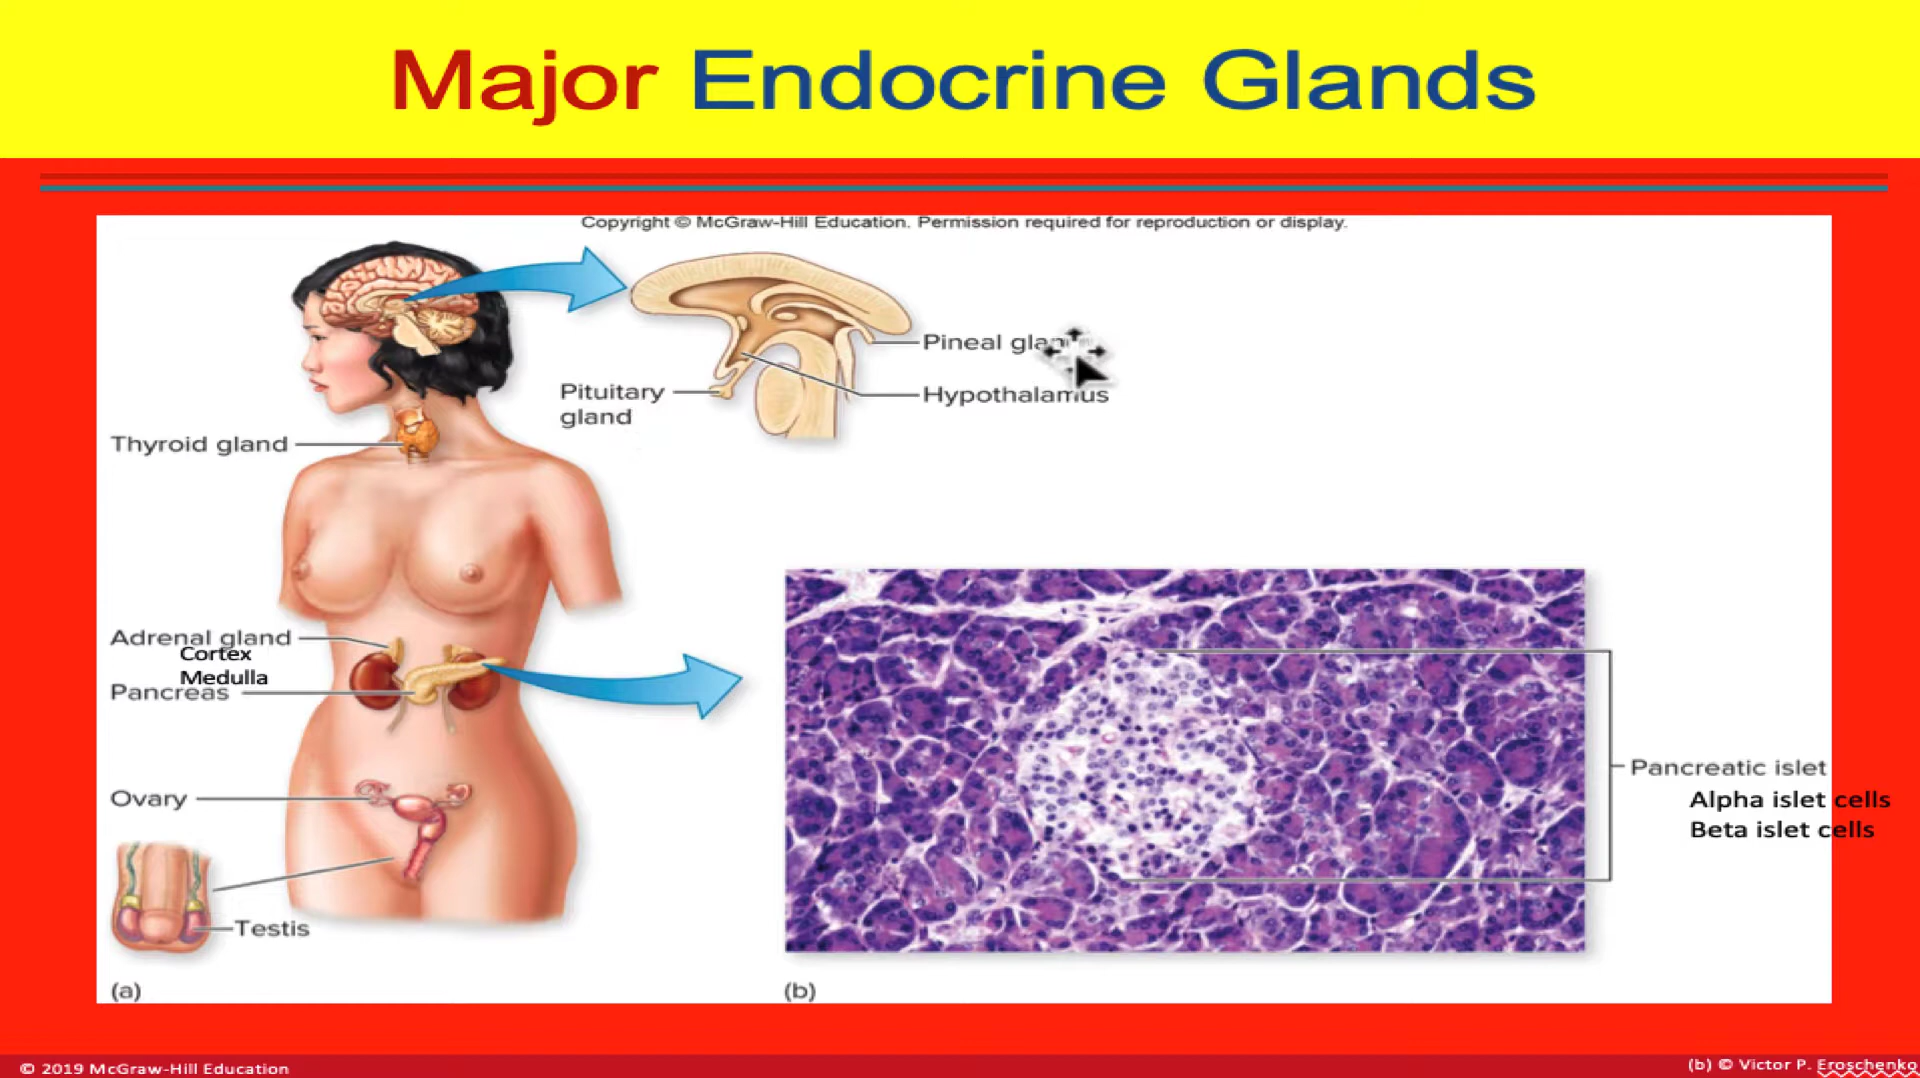 Major Endocrine Glands
Copyright © McGraw-Hill Education. Permission required for reproduction or display.
Pineal gland
Hypothalamus
Pituitary
gland
Thyroid gland
Adrenal gland
Cortex
Medulla
Pancreas
Ovary
Testis
(a)
Pancreatic islet
Alpha islet cells
Beta islet cells
(b)
© 2019 McGraw-Hill Education
(b) © Victor P. Eroschenko